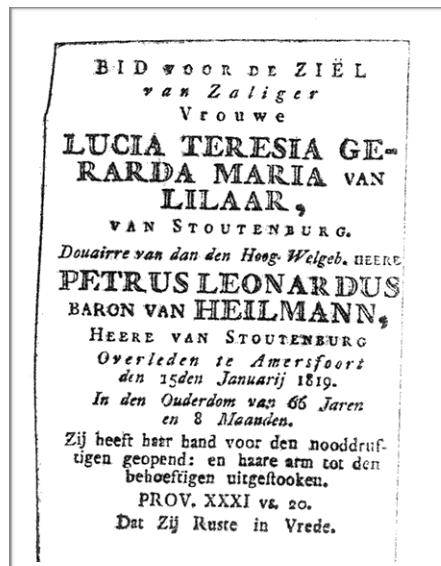 BID VOOR DE ZIËL
van Zaliger
Vrouwe
LUCIA TERESIA GE-
RARDA MARIA VAN
LILAAR,
VAN STOUTENBURG.
Douairre van dan den Hoog. Welgeb. HEERE
PETRUS LEONARDUS
BARON VAN HEILMANN,
HEERE VAN STOUTENBURG
Overleden te Amersfoort
den 15den Januarij 1819.
In den Ouderdom van 66 Jaren
en 8 Maanden.
Zij heeft haar hand voor den nooddruf-
tigen geopend: en haare arm tot den
behoeftigen uitgeſtooken.
PROV. XXXI vs. 20.
Dat Zij Ruste in Vrede.